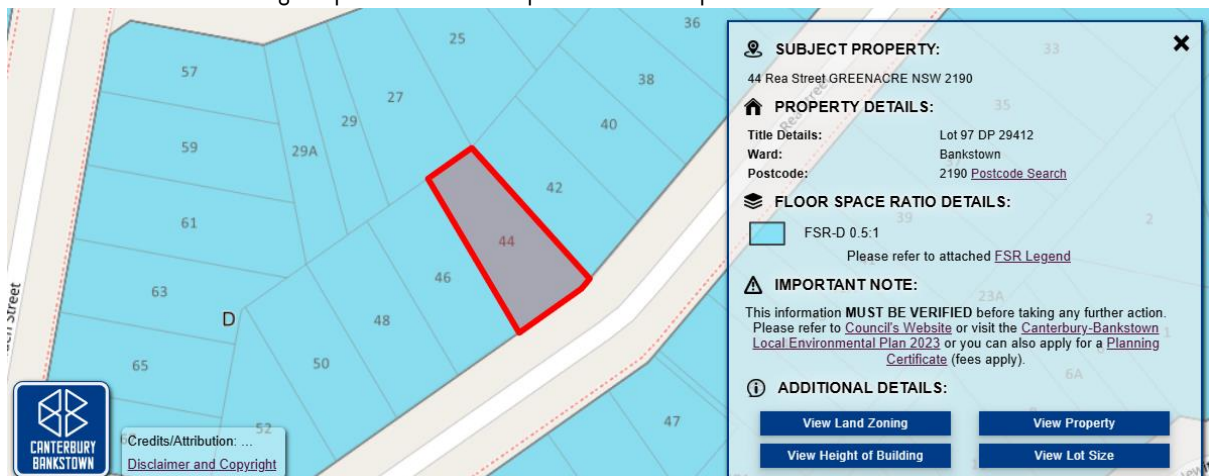 36
25
57
38
27
29
40
59
29A
42
61
44
46
63
D
48
65
50
52
47
CANTERBURY
BANKSTOWN
Credits/Attribution: ...
Disclaimer and Copyright
SUBJECT PROPERTY:
33
44 Rea Street GREENACRE NSW 2190
PROPERTY DETAILS:
35
Title Details: Lot 97 DP 29412
Ward: Bankstown
Postcode: 2190 Postcode Search
FLOOR SPACE RATIO DETAILS:
39
2
FSR-D 0.5:1
Please refer to attached FSR Legend
IMPORTANT NOTE:
23A
This information MUST BE VERIFIED before taking any further action.
Please refer to Council's Website or visit the Canterbury-Bankstown
Local Environmental Plan 2023 or you can also apply for a Planning
Certificate (fees apply).
1
6A
ADDITIONAL DETAILS:
View Land Zoning View Property
View Height of Building View Lot Size